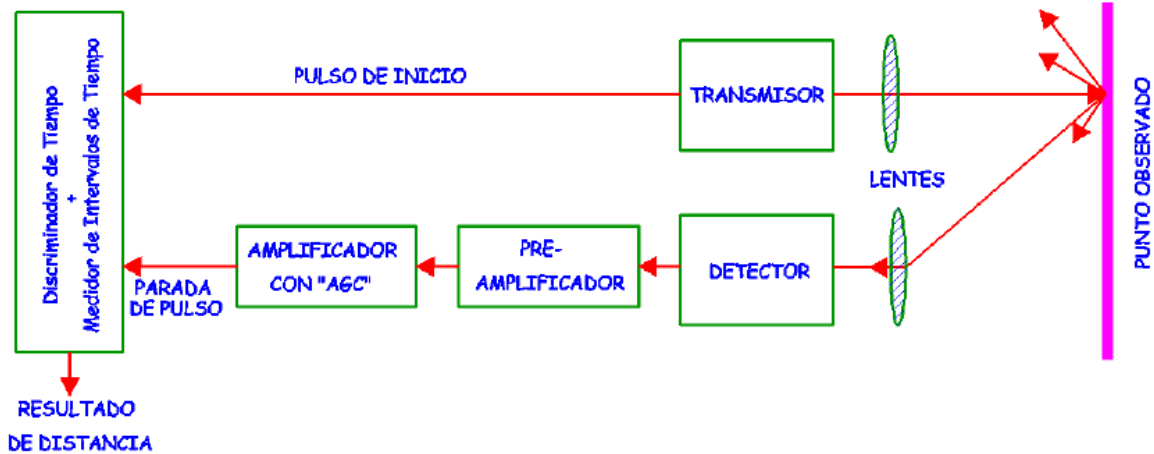 Discriminador de Tiempo
+
Medidor de Intervalos de Tiempo
PULSO DE INICIO
TRANSMISOR
LENTES
PUNTO OBSERVADO
DETECTOR
PRE-
AMPLIFICADOR
AMPLIFICADOR
CON "AGC"
PARADA
DE PULSO
RESULTADO
DE DISTANCIA